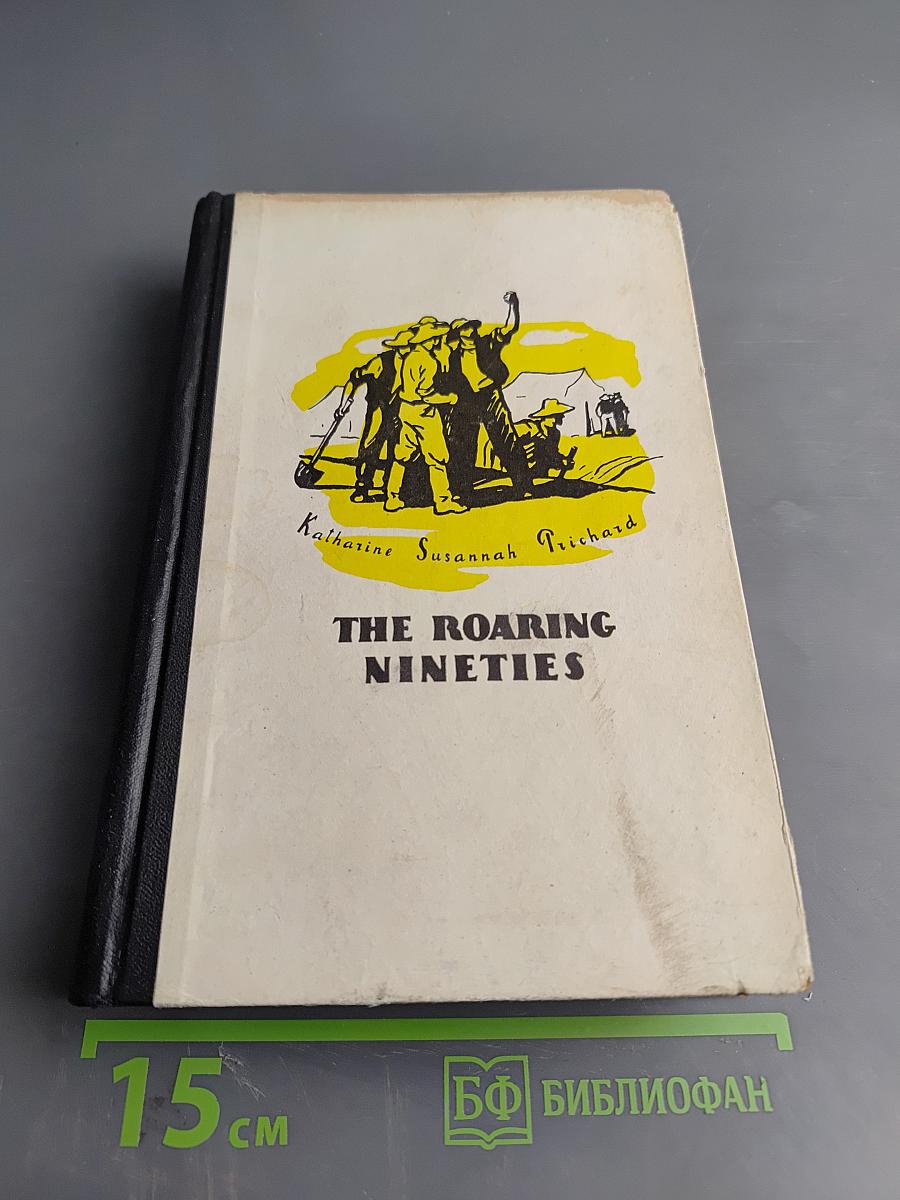 Katharine Susannah Prichard
THE ROARING
NINETIES
15 см
БФ БИБЛИОФАН